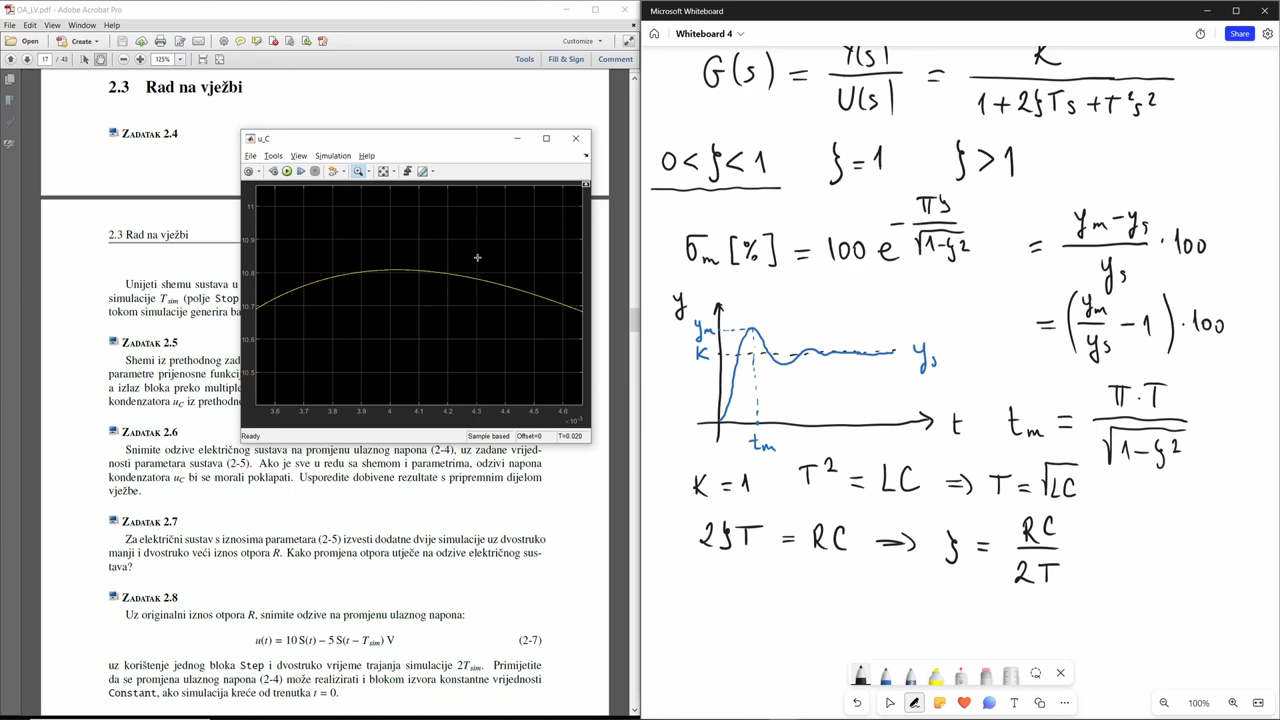 OA_LV.pdf - Adobe Acrobat Pro
File Edit View Window Help
Open Create Customize
17 / 43 125% Tools Fill & Sign Comment
2.3 Rad na vježbi
ZADATAK 2.4
2.3 Rad na vježbi
Unijeti shemu sustava u
simulacije Tsim (polje Stop
tokom simulacije generira ba
ZADATAK 2.5
Shemi iz prethodnog zad
parametre prijenosne funkcij
a izlaz bloka preko multiple
kondenzatora uC iz prethodn
ZADATAK 2.6
Snimite odzive električnog sustava na promjenu ulaznog napona (2-4), uz zadane vrijed-
nosti parametara sustava (2-5). Ako je sve u redu sa shemom i parametrima, odzivi napona
kondenzatora uC bi se morali poklapati. Usporedite dobivene rezultate s pripremnim dijelom
vježbe.
ZADATAK 2.7
Za električni sustav s iznosima parametara (2-5) izvesti dodatne dvije simulacije uz dvostruko
manji i dvostruko veći iznos otpora R. Kako promjena otpora utječe na odzive električnog sus-
tava?
ZADATAK 2.8
Uz originalni iznos otpora R, snimite odzive na promjenu ulaznog napona:
u(t) = 10 S(t) − 5 S(t − Tsim) V (2-7)
uz korištenje jednog bloka Step i dvostruko vrijeme trajanja simulacije 2Tsim. Primijetite
da se promjena ulaznog napona (2-4) može realizirati i blokom izvora konstantne vrijednosti
Constant, ako simulacija kreće od trenutka t = 0.
u_C
File Tools View Simulation Help
11
10.9
10.8
10.7
10.6
10.5
3.6 3.7 3.8 3.9 4 4.1 4.2 4.3 4.4 4.5 4.6
×10⁻³
Ready Sample based Offset=0 T=0.020
Microsoft Whiteboard
Whiteboard 4 Share
G(s) = Y(s)/U(s) = K/(1+2ξTs+T²s²)
0<ξ<1 ξ=1 ξ>1
σm [%] = 100 e^(−πξ/√(1−ξ²)) = (ym−ys)/ys · 100
= (ym/ys − 1) · 100
y
ym
K
ys
t
tm
tm = π·T/√(1−ξ²)
K=1 T² = LC ⇒ T=√LC
2ξT = RC ⇒ ξ = RC/2T
100%